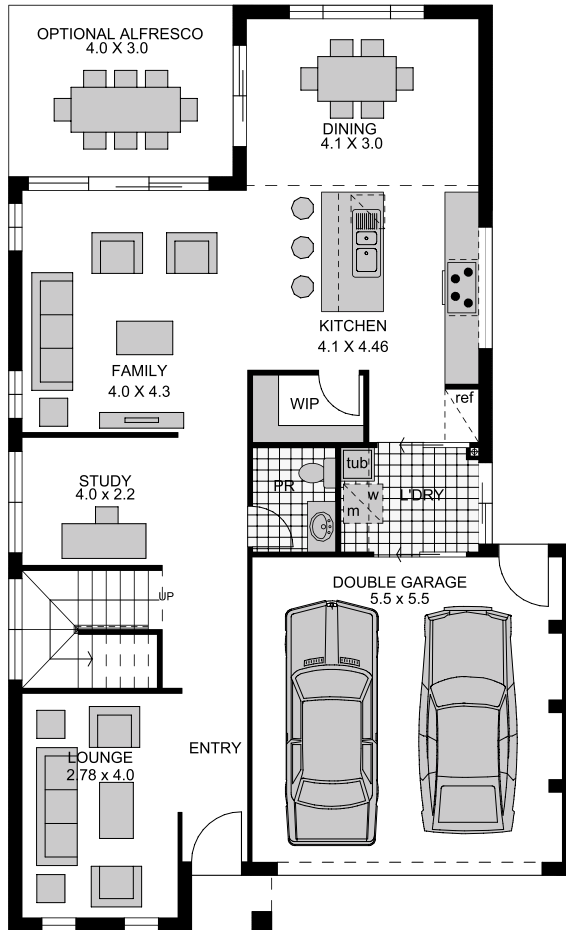 OPTIONAL ALFRESCO
4.0 X 3.0
DINING
4.1 X 3.0
KITCHEN
4.1 X 4.46
FAMILY
4.0 X 4.3
WIP
ref
STUDY
4.0 x 2.2
PR
tub
w
m
L'DRY
UP
DOUBLE GARAGE
5.5 x 5.5
ENTRY
LOUNGE
2.78 x 4.0